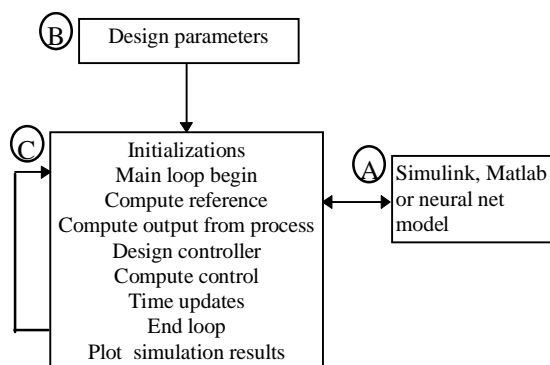 B
Design parameters
C
Initializations
Main loop begin
Compute reference
Compute output from process
Design controller
Compute control
Time updates
End loop
Plot simulation results
A
Simulink, Matlab
or neural net
model